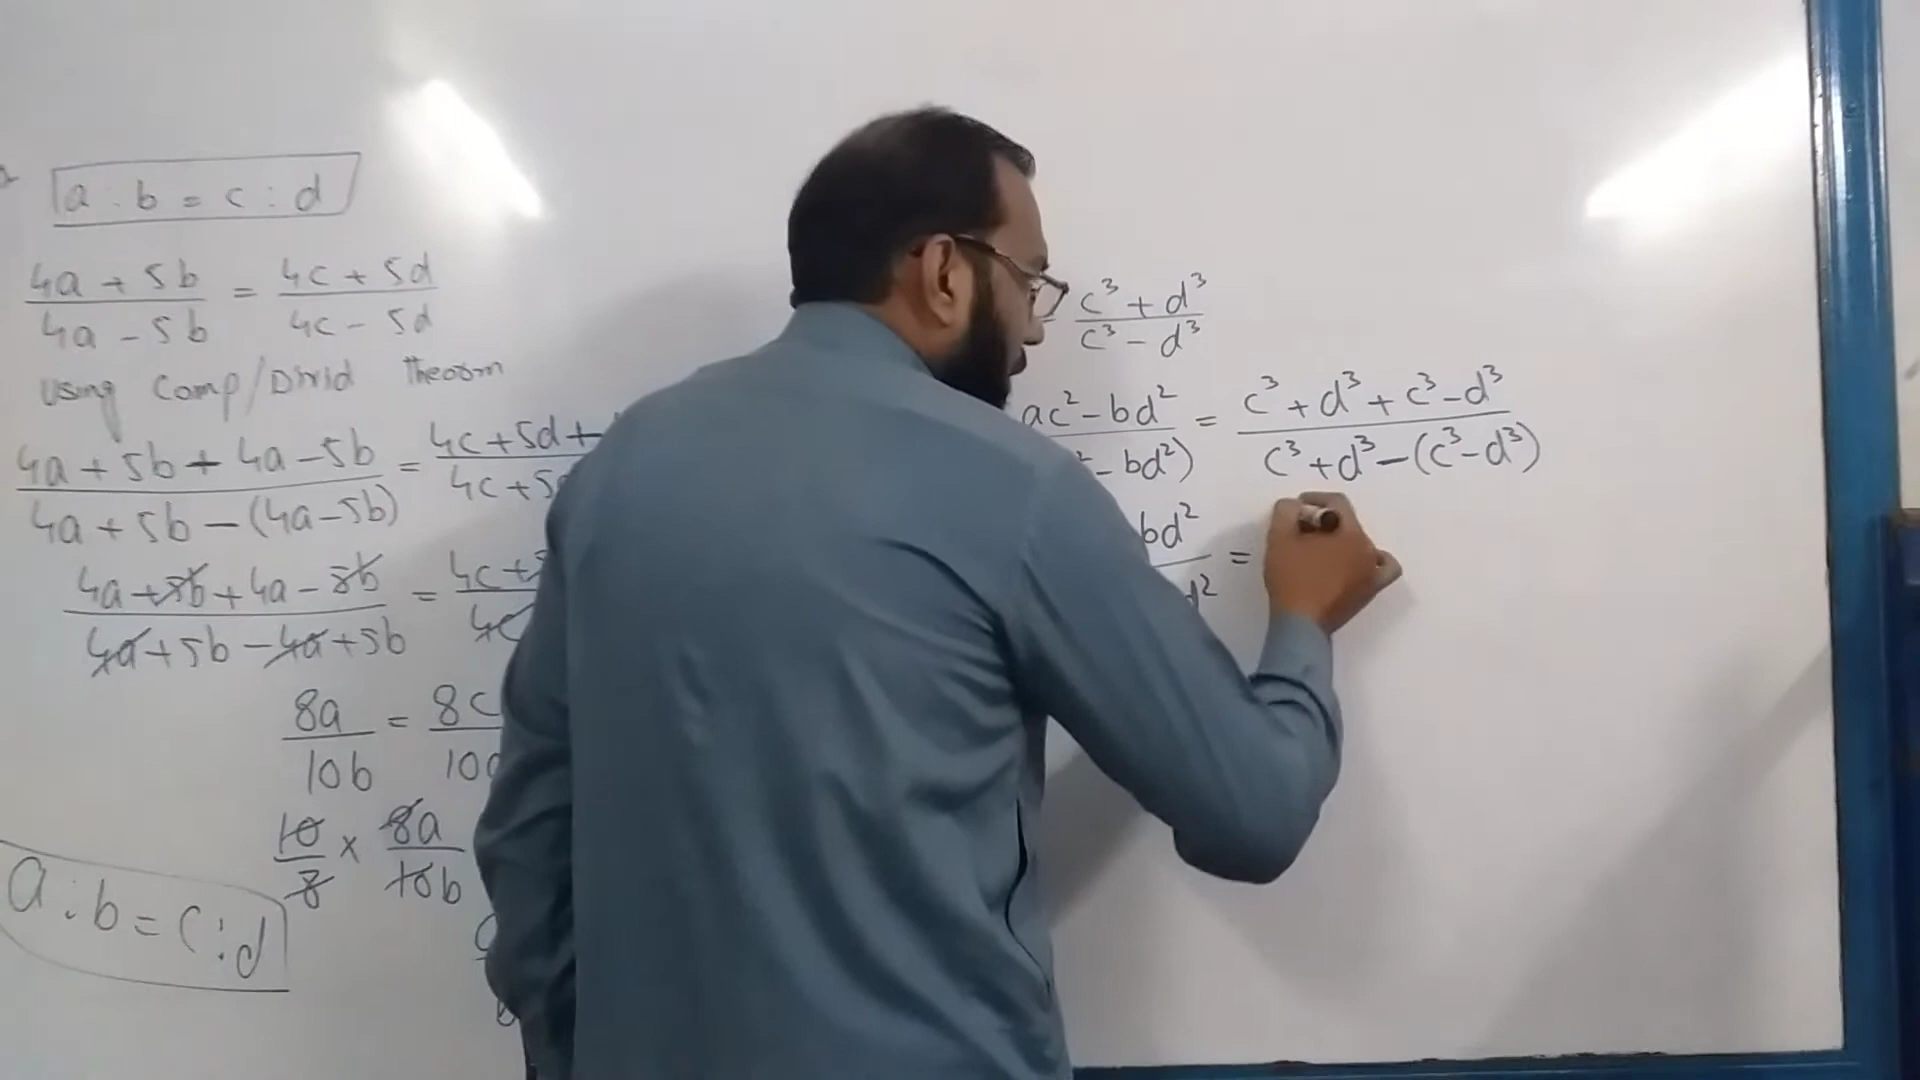 a : b = c : d
4a + 5b / 4a - 5b = 4c + 5d / 4c - 5d
Using Comp/Divid theorm
4a + 5b + 4a - 5b / 4a + 5b - (4a - 5b) = 4c + 5d + / 4c + 5
4a + 5b + 4a - 5b / 4a + 5b - 4a + 5b = 4c + / 4c
8a / 10b = 8c / 10
10 / 8 × 8a / 10b
a : b = c : d
= c³ + d³ / c³ - d³
ac² - bd² / - bd²) = c³ + d³ + c³ - d³ / c³ + d³ - (c³ - d³)
bd² / d² =